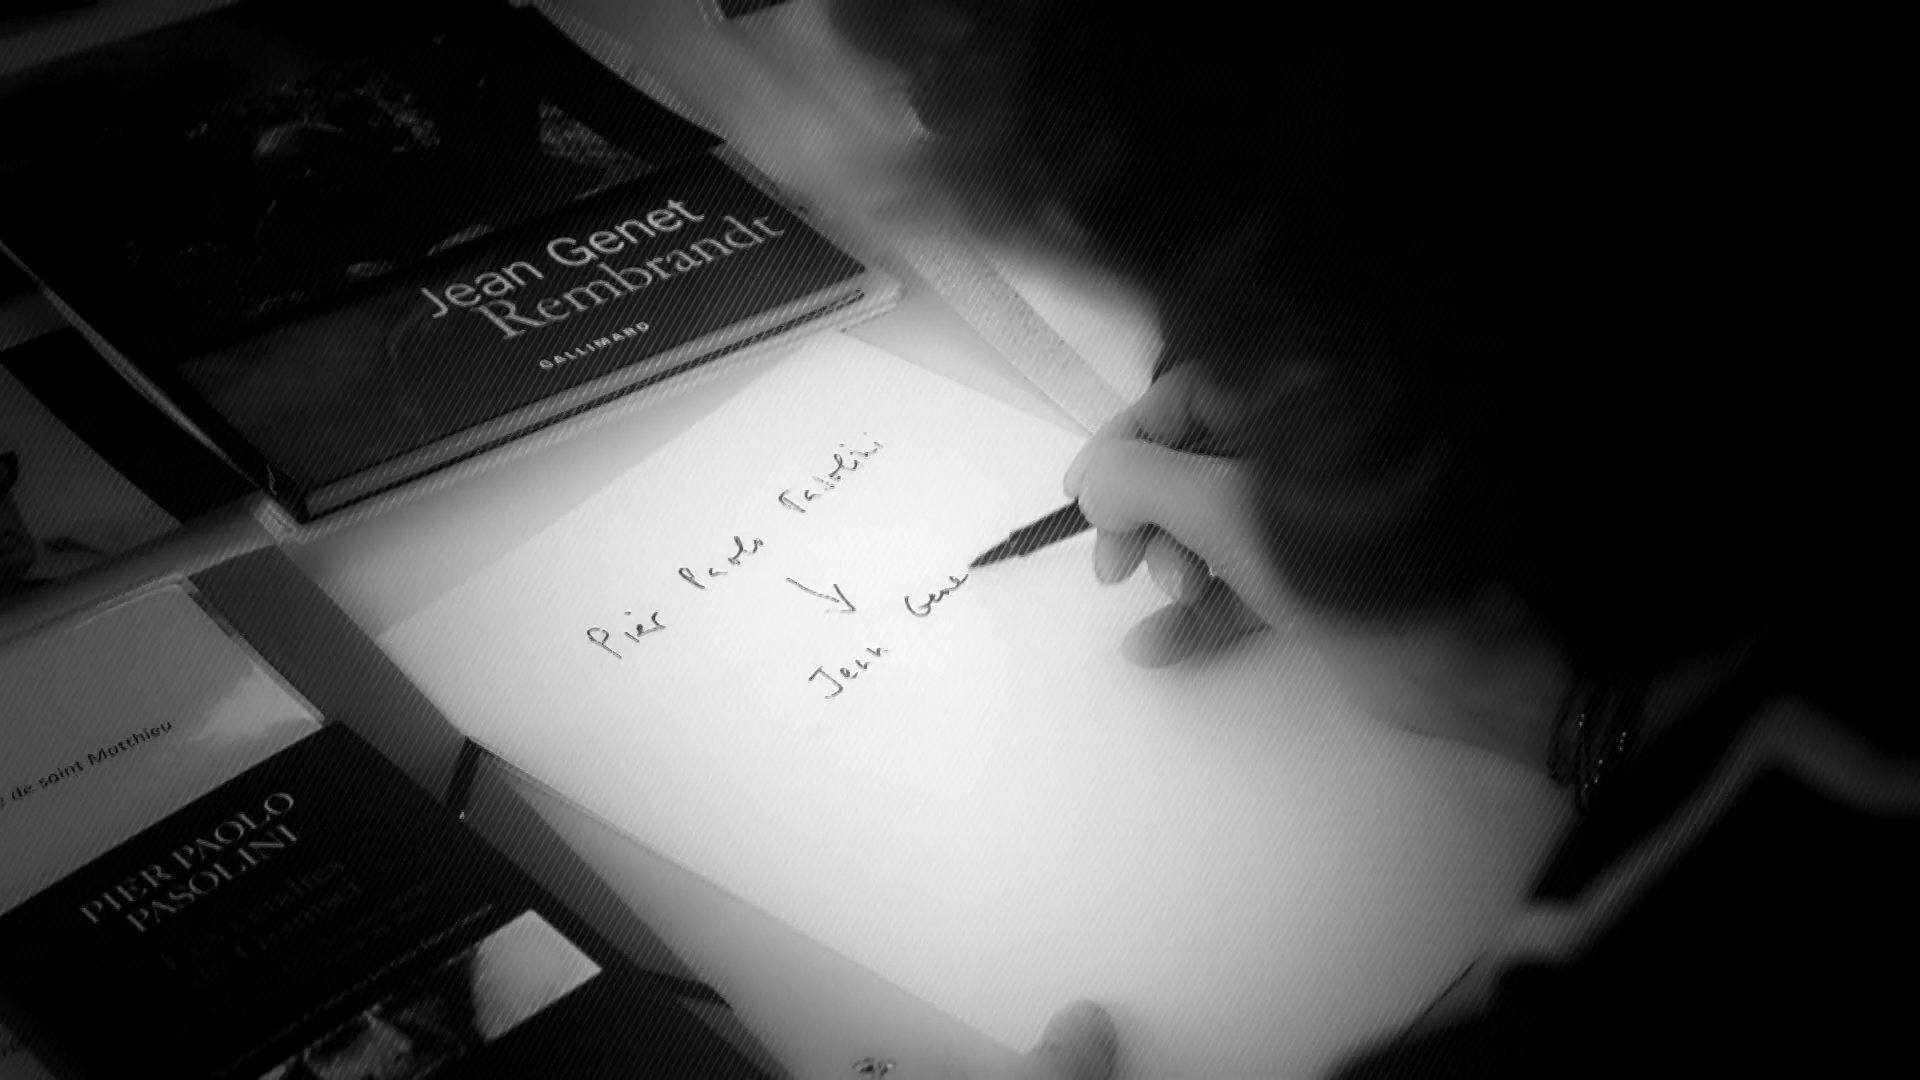 Jean Genet
Rembrandt
GALLIMARD
Pier Paolo Pasolini
Jean Gene
de saint Matthieu
PIER PAOLO
PASOLINI